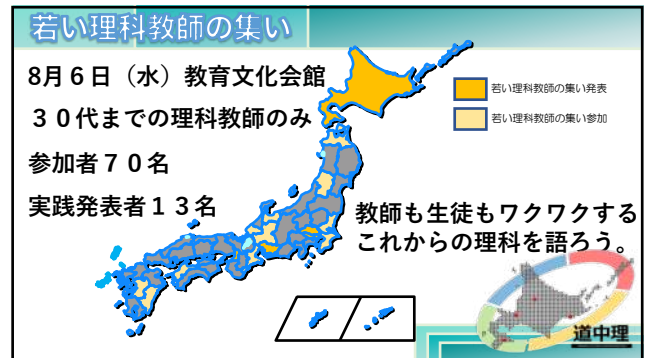 若い理科教師の集い
8月6日（水）教育文化会館
３０代までの理科教師のみ
参加者７０名
実践発表者１３名
若い理科教師の集い発表
若い理科教師の集い参加
教師も生徒もワクワクする
これからの理科を語ろう。
道中理